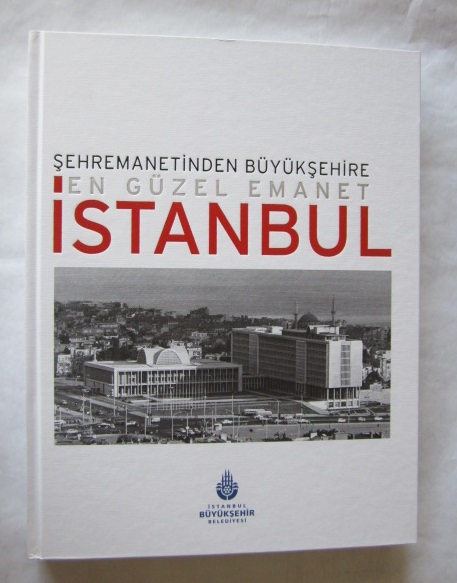 ŞEHREMANETİNDEN BÜYÜKŞEHİRE
EN GÜZEL EMANET
İSTANBUL
İSTANBUL
BÜYÜKŞEHİR
BELEDİYESİ